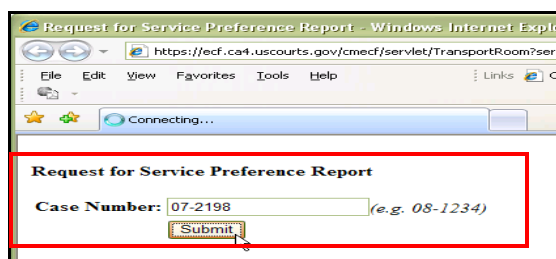 Request for Service Preference Report - Windows Internet Expl
https://ecf.ca4.uscourts.gov/cmecf/servlet/TransportRoom?ser
File Edit View Favorites Tools Help Links
Connecting...
Request for Service Preference Report
Case Number: 07-2198 (e.g. 08-1234)
Submit